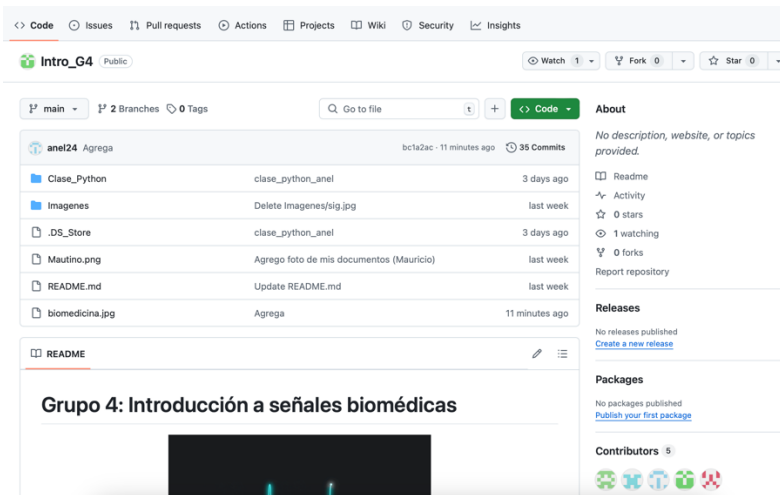 Code Issues Pull requests Actions Projects Wiki Security Insights
Intro_G4 Public Watch 1 Fork 0 Star 0
main 2 Branches 0 Tags Go to file t Code
anel24 Agrega bc1a2ac · 11 minutes ago 35 Commits
Clase_Python clase_python_anel 3 days ago
Imagenes Delete Imagenes/sig.jpg last week
.DS_Store clase_python_anel 3 days ago
Mautino.png Agrego foto de mis documentos (Mauricio) last week
README.md Update README.md last week
biomedicina.jpg Agrega 11 minutes ago
README
Grupo 4: Introducción a señales biomédicas
About
No description, website, or topics
provided.
Readme
Activity
0 stars
1 watching
0 forks
Report repository
Releases
No releases published
Create a new release
Packages
No packages published
Publish your first package
Contributors 5